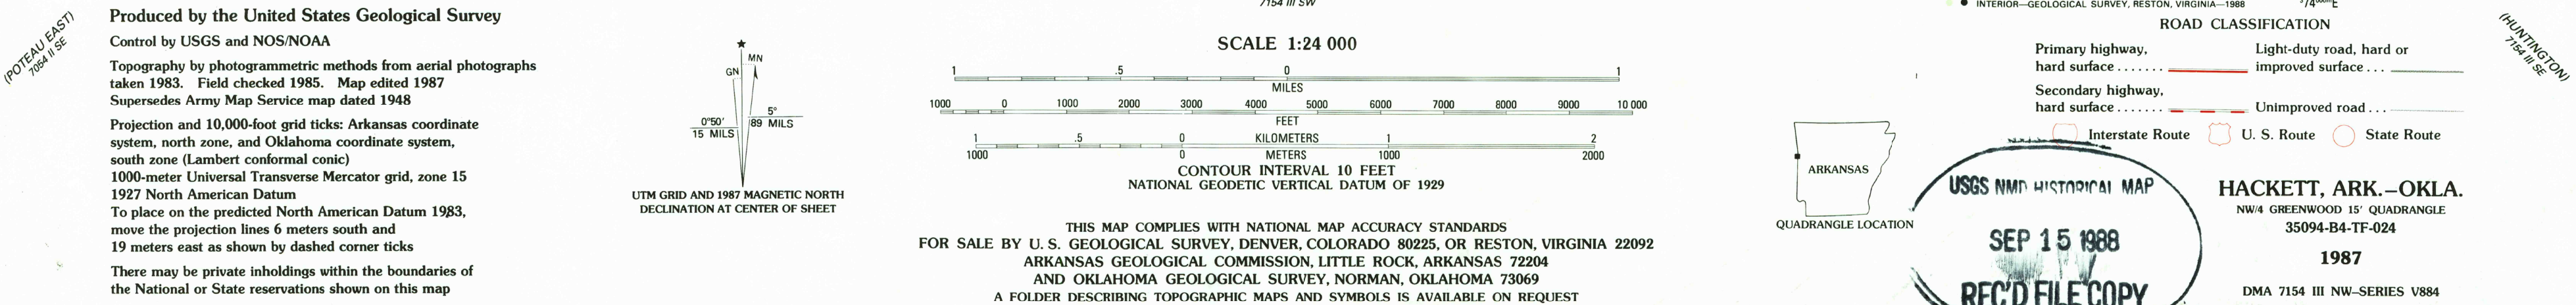 (POTEAU EAST)
7054 II SE
Produced by the United States Geological Survey
Control by USGS and NOS/NOAA
Topography by photogrammetric methods from aerial photographs
taken 1983. Field checked 1985. Map edited 1987
Supersedes Army Map Service map dated 1948
Projection and 10,000-foot grid ticks: Arkansas coordinate
system, north zone, and Oklahoma coordinate system,
south zone (Lambert conformal conic)
1000-meter Universal Transverse Mercator grid, zone 15
1927 North American Datum
To place on the predicted North American Datum 1983,
move the projection lines 6 meters south and
19 meters east as shown by dashed corner ticks
There may be private inholdings within the boundaries of
the National or State reservations shown on this map
MN
GN
5°
89 MILS
0°50'
15 MILS
UTM GRID AND 1987 MAGNETIC NORTH
DECLINATION AT CENTER OF SHEET
7154 III SW
SCALE 1:24 000
1 .5 0 1
MILES
1000 0 1000 2000 3000 4000 5000 6000 7000 8000 9000 10 000
FEET
1 .5 0 KILOMETERS 1 2
1000 0 METERS 1000 2000
CONTOUR INTERVAL 10 FEET
NATIONAL GEODETIC VERTICAL DATUM OF 1929
THIS MAP COMPLIES WITH NATIONAL MAP ACCURACY STANDARDS
FOR SALE BY U. S. GEOLOGICAL SURVEY, DENVER, COLORADO 80225, OR RESTON, VIRGINIA 22092
ARKANSAS GEOLOGICAL COMMISSION, LITTLE ROCK, ARKANSAS 72204
AND OKLAHOMA GEOLOGICAL SURVEY, NORMAN, OKLAHOMA 73069
A FOLDER DESCRIBING TOPOGRAPHIC MAPS AND SYMBOLS IS AVAILABLE ON REQUEST
ARKANSAS
QUADRANGLE LOCATION
INTERIOR—GEOLOGICAL SURVEY, RESTON, VIRGINIA—1988
ROAD CLASSIFICATION
Primary highway,
hard surface.......
Light-duty road, hard or
improved surface...
Secondary highway,
hard surface.......
Unimproved road...
Interstate Route U. S. Route State Route
(HUNTINGTON)
7154 III SE
USGS NMD HISTORICAL MAP
SEP 15 1988
REC'D FILE COPY
HACKETT, ARK.–OKLA.
NW/4 GREENWOOD 15' QUADRANGLE
35094-B4-TF-024
1987
DMA 7154 III NW–SERIES V884